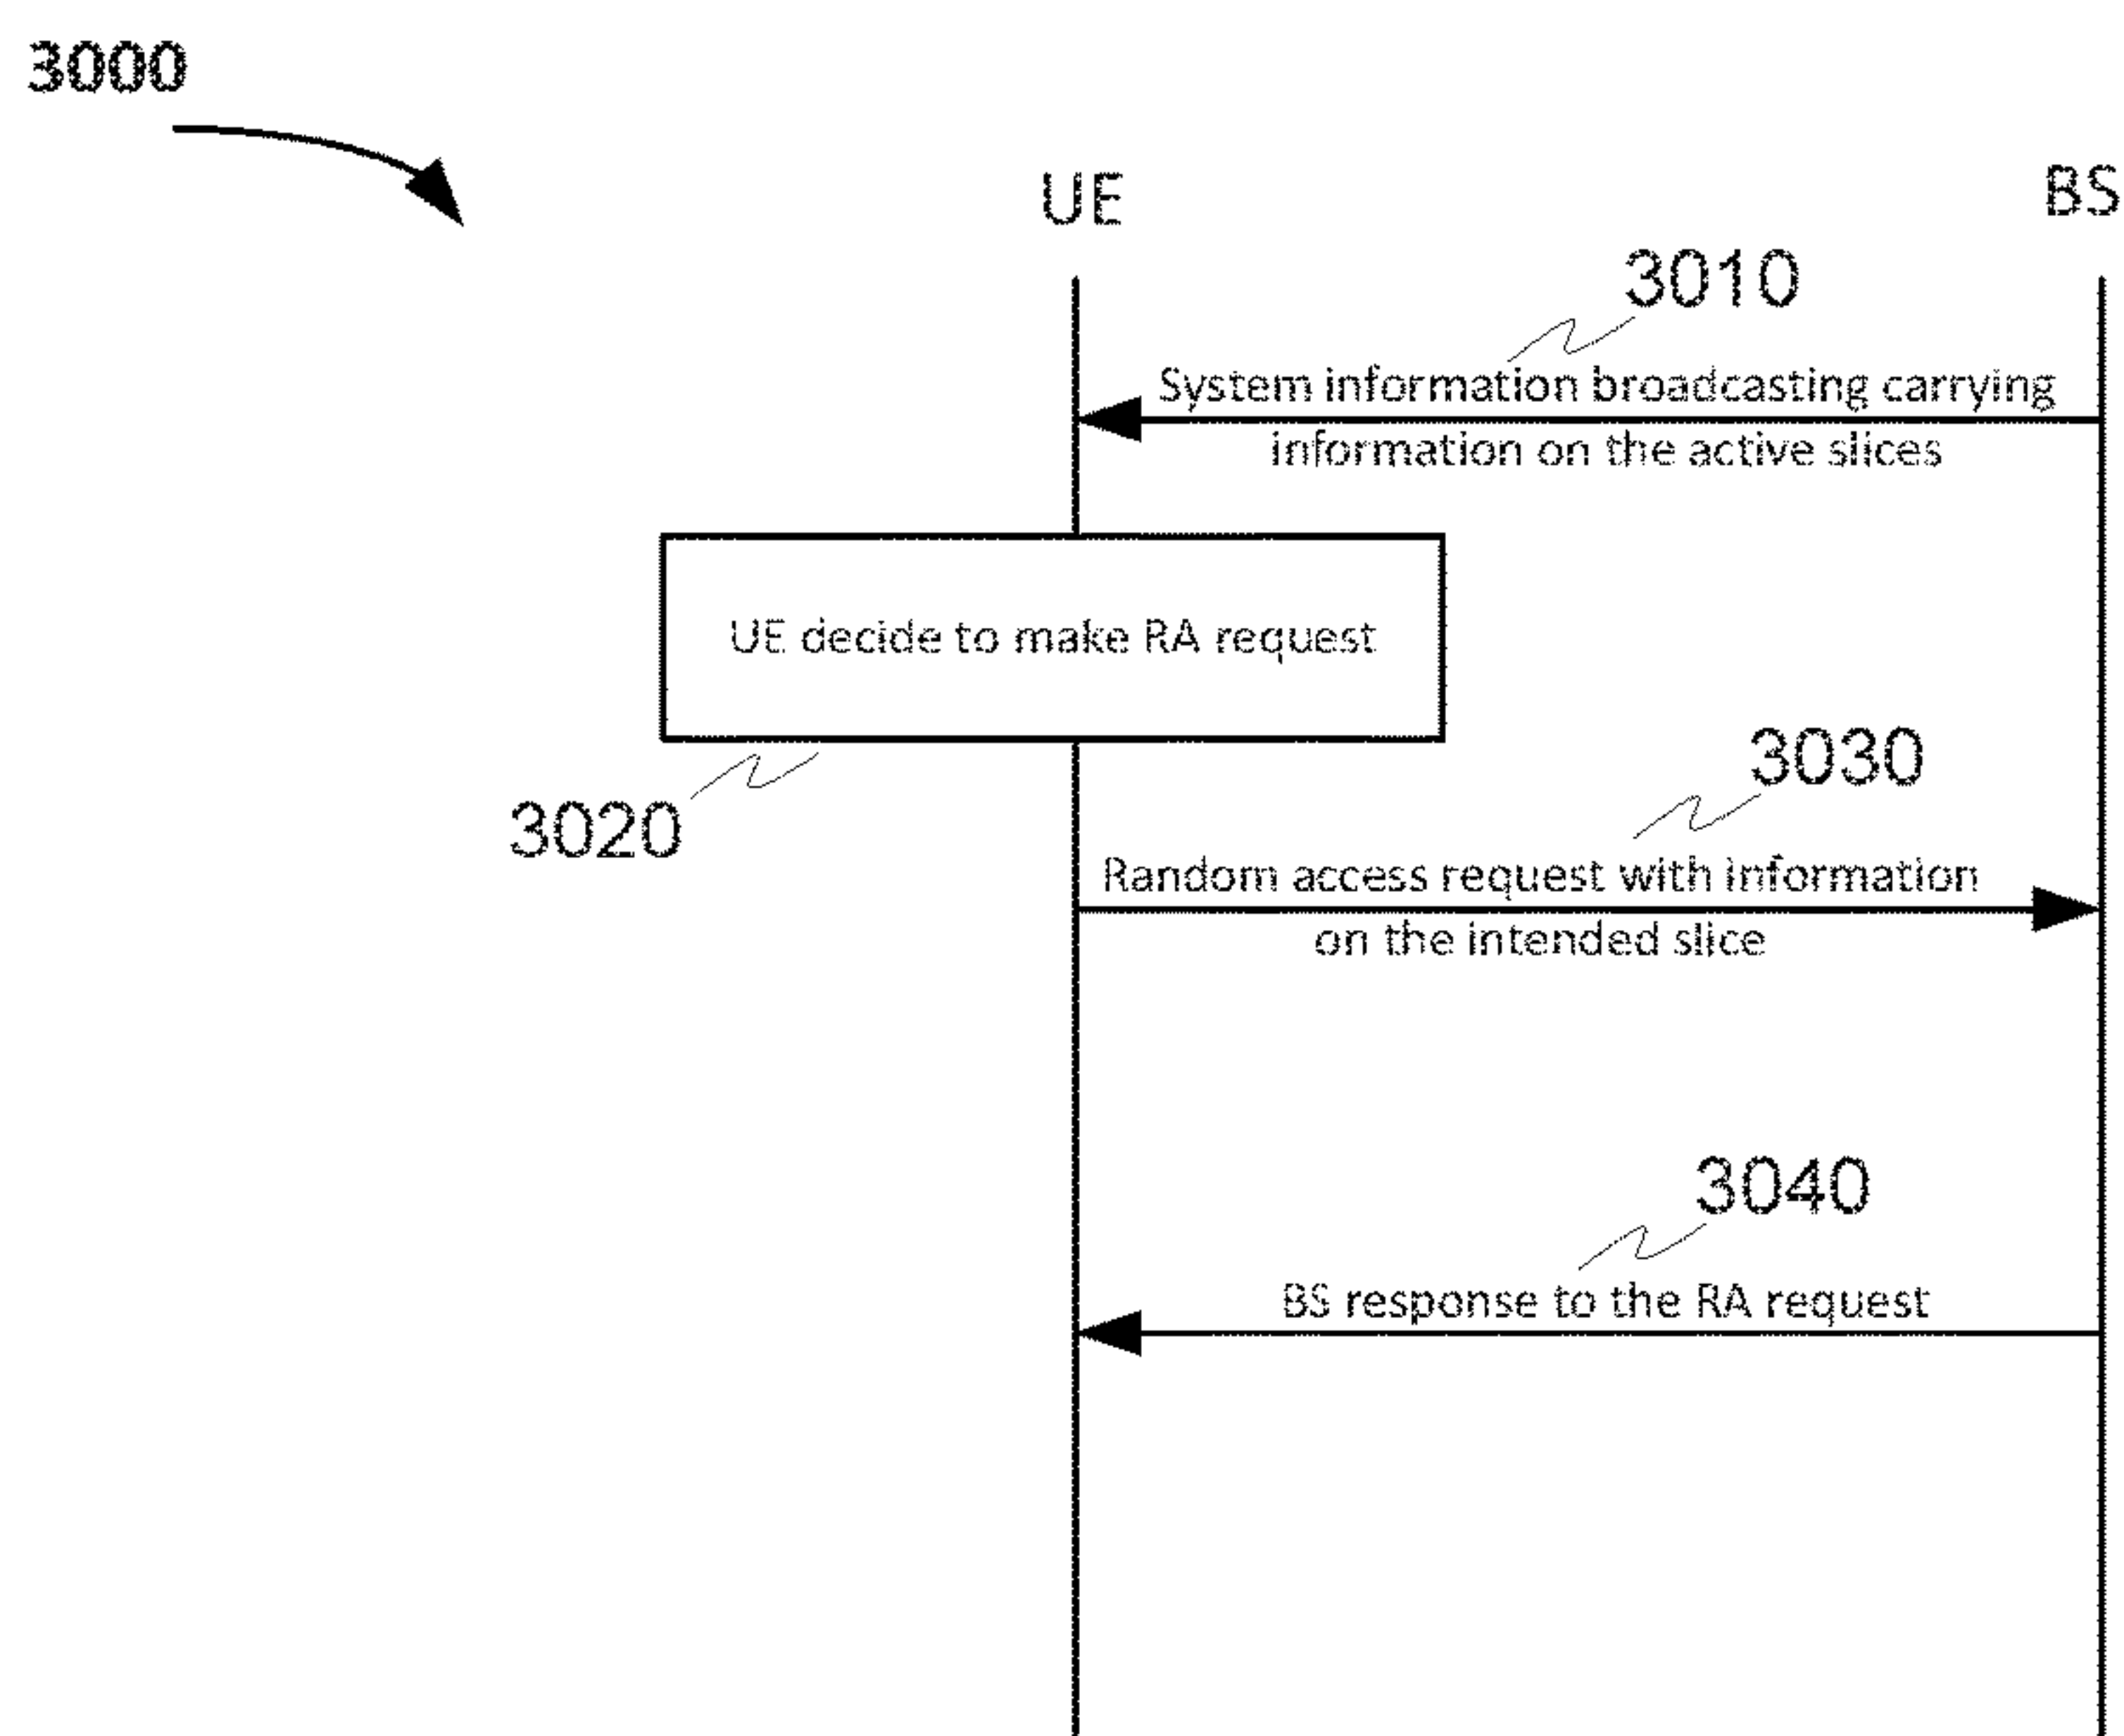 3000
UE
BS
3010
System information broadcasting carrying
information on the active slices
UE decide to make RA request
3020
3030
Random access request with information
on the intended slice
3040
BS response to the RA request